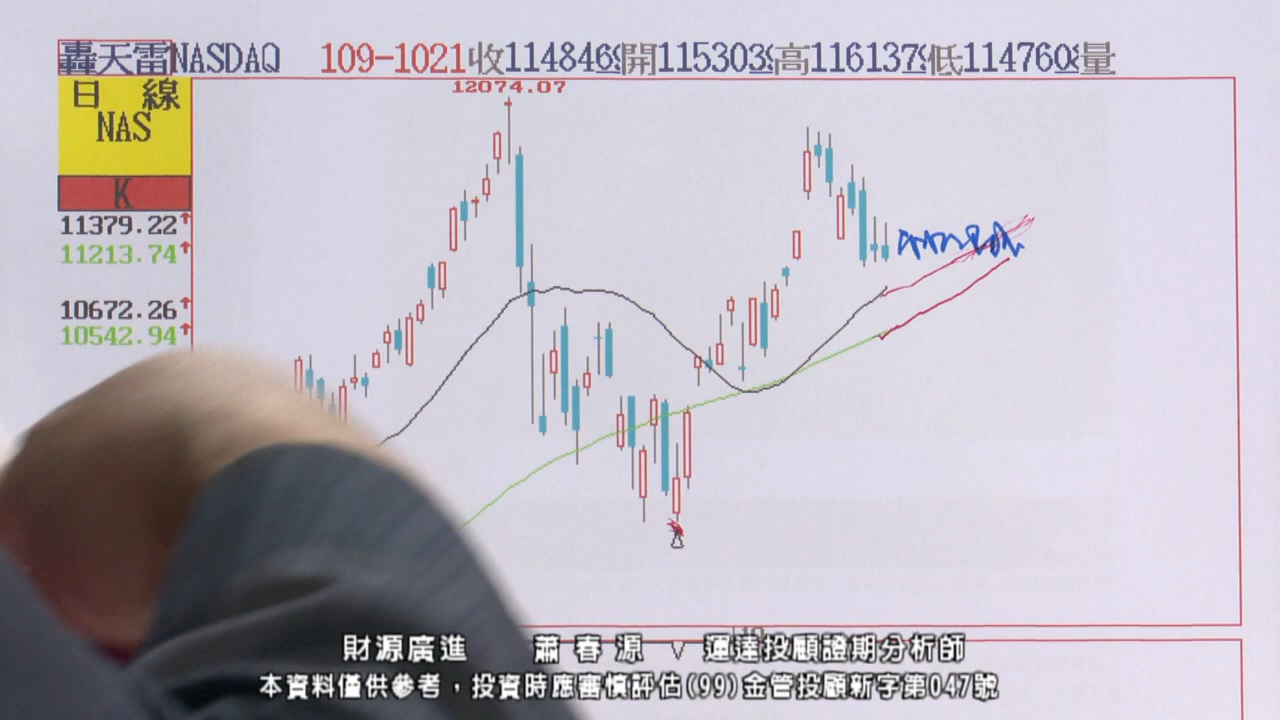 轟天雷NASDAQ 109-1021收114846開115303高116137低114760量
12074.07
日 線
NAS
K
11379.22
11213.74
10672.26
10542.94
財源廣進 蕭春源 運達投顧證期分析師
本資料僅供參考，投資時應審慎評估(99)金管投顧新字第047號